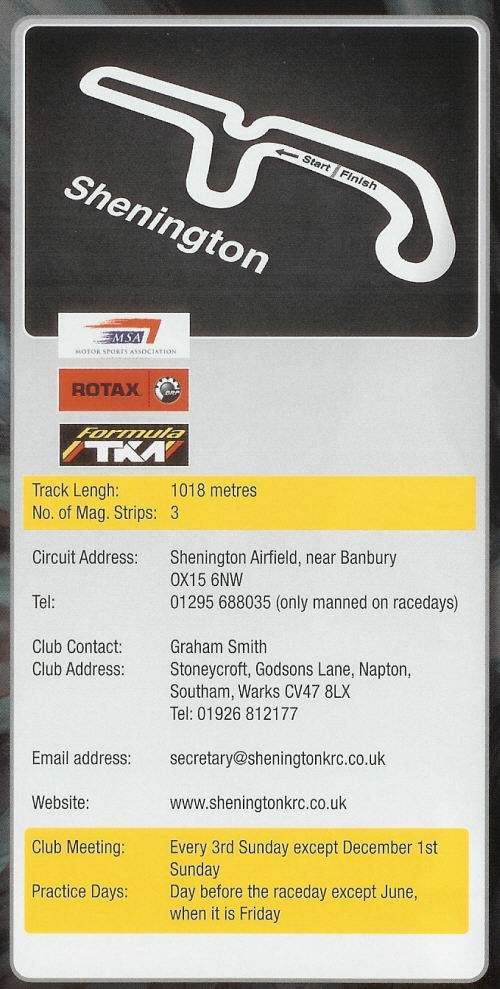 Start Finish
Shenington
MSA
MOTOR SPORTS ASSOCIATION
ROTAX BRP
Formula
TKM
Track Lengh: 1018 metres
No. of Mag. Strips: 3
Circuit Address: Shenington Airfield, near Banbury
OX15 6NW
Tel: 01295 688035 (only manned on racedays)
Club Contact: Graham Smith
Club Address: Stoneycroft, Godsons Lane, Napton,
Southam, Warks CV47 8LX
Tel: 01926 812177
Email address: secretary@sheningtonkrc.co.uk
Website: www.sheningtonkrc.co.uk
Club Meeting: Every 3rd Sunday except December 1st
Sunday
Practice Days: Day before the raceday except June,
when it is Friday